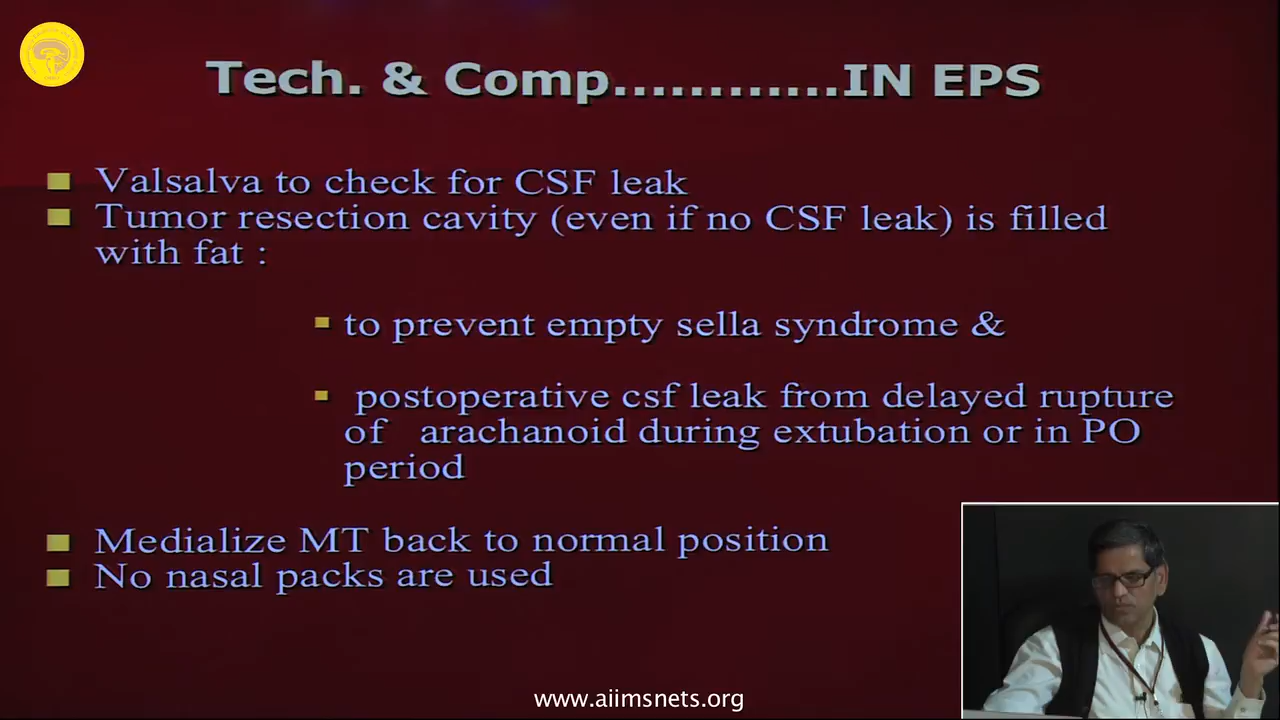 Tech. & Comp............IN EPS
Valsalva to check for CSF leak
Tumor resection cavity (even if no CSF leak) is filled
with fat :
to prevent empty sella syndrome &
postoperative csf leak from delayed rupture
of arachanoid during extubation or in PO
period
Medialize MT back to normal position
No nasal packs are used
www.aiimsnets.org